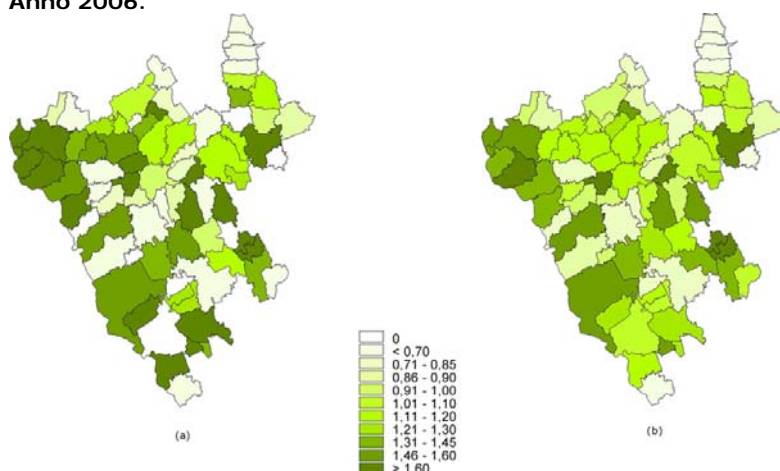 Anno 2006.
0
< 0,70
0,71 - 0,85
0,86 - 0,90
0,91 - 1,00
1,01 - 1,10
1,11 - 1,20
1,21 - 1,30
1,31 - 1,45
1,46 - 1,60
> 1,60
(a)
(b)